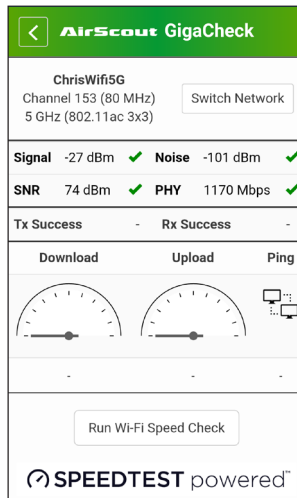 AirScout GigaCheck
ChrisWifi5G
Channel 153 (80 MHz)
5 GHz (802.11ac 3x3)
Switch Network
Signal -27 dBm Noise -101 dBm
SNR 74 dBm PHY 1170 Mbps
Tx Success - Rx Success -
Download Upload Ping
- - -
Run Wi-Fi Speed Check
SPEEDTEST powered™